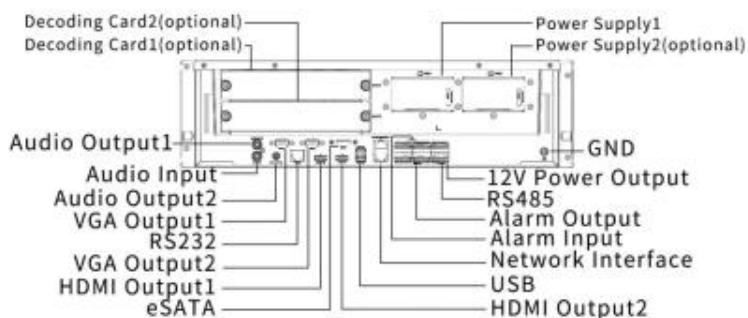 Decoding Card2(optional)
Decoding Card1(optional)
Power Supply1
Power Supply2(optional)
Audio Output1
Audio Input
Audio Output2
VGA Output1
RS232
VGA Output2
HDMI Output1
eSATA
GND
12V Power Output
RS485
Alarm Output
Alarm Input
Network Interface
USB
HDMI Output2